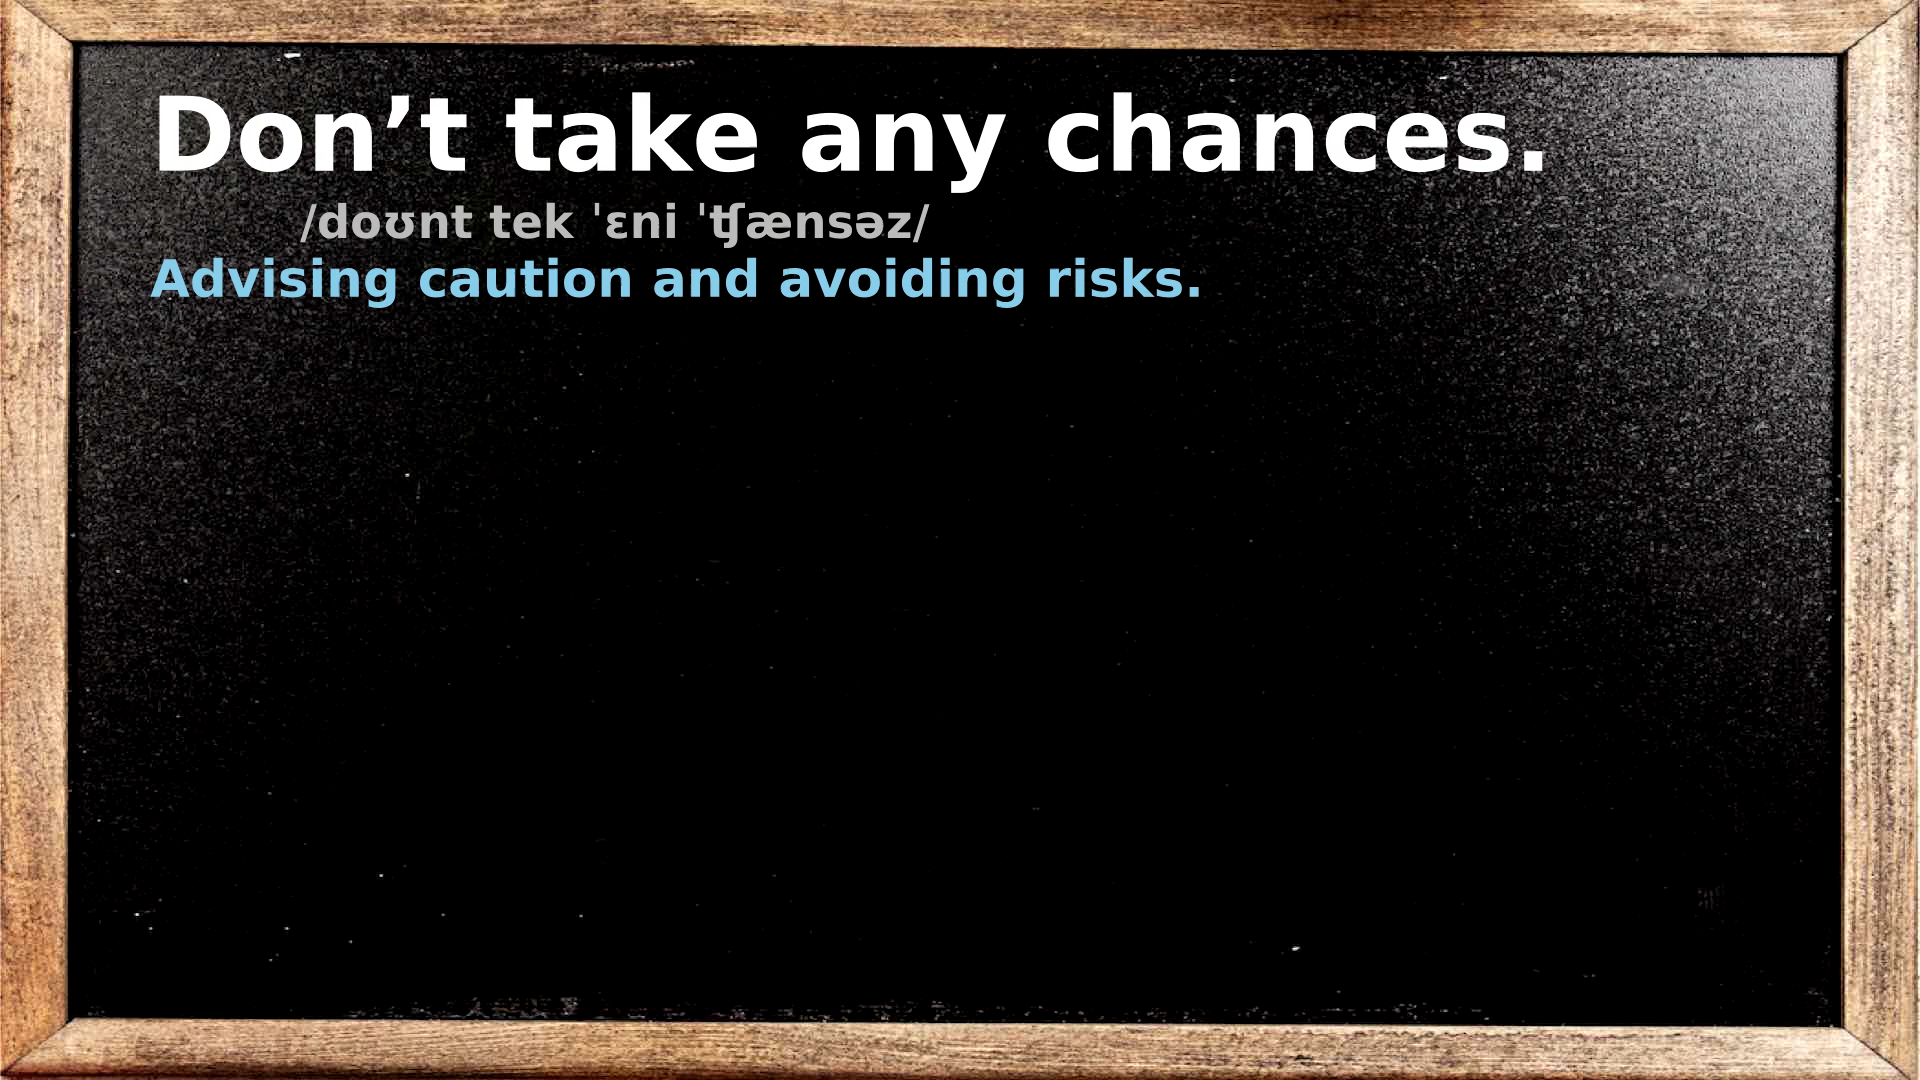 Don’t take any chances.
/doʊnt tek ˈɛni ˈʧænsəz/
Advising caution and avoiding risks.